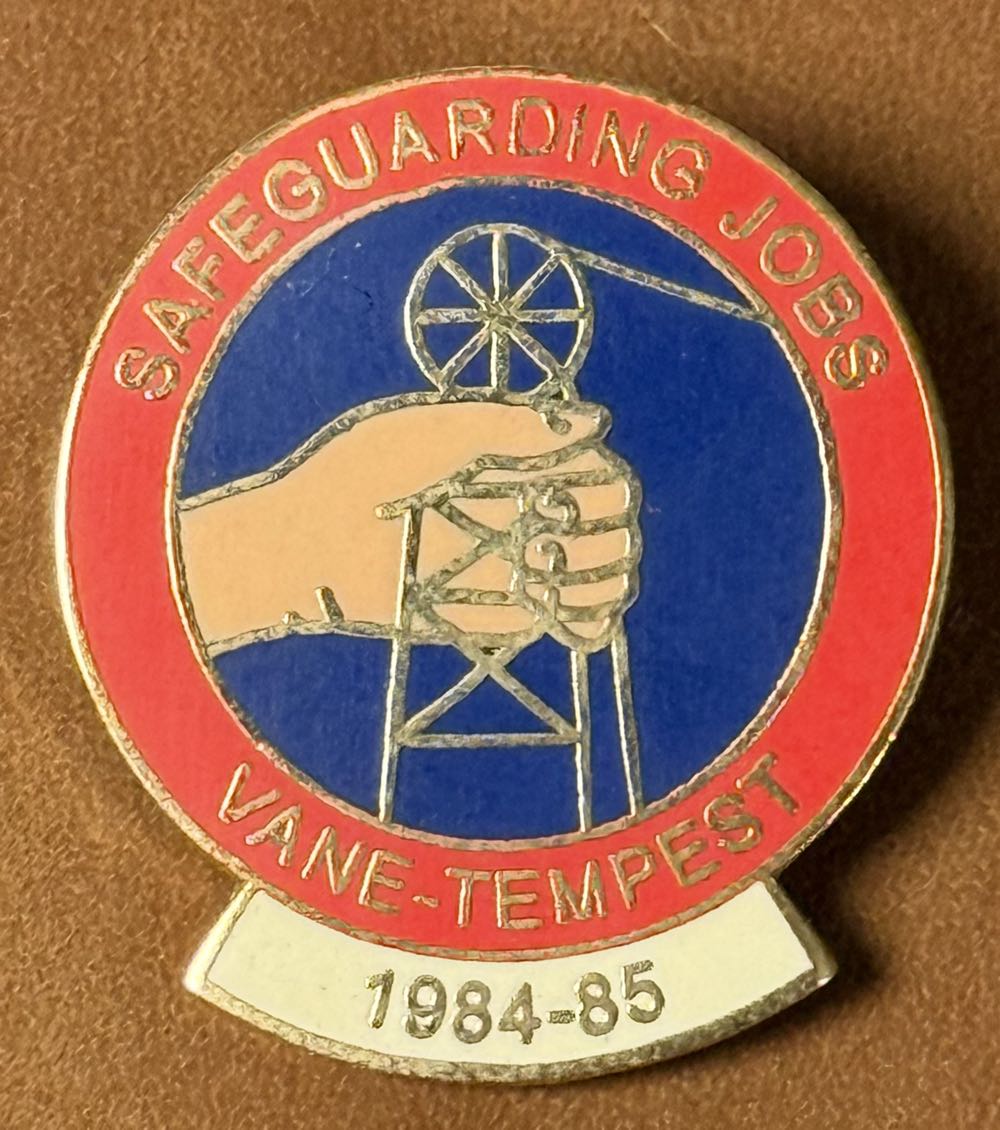 SAFEGUARDING JOBS
VANE-TEMPEST
1984-85